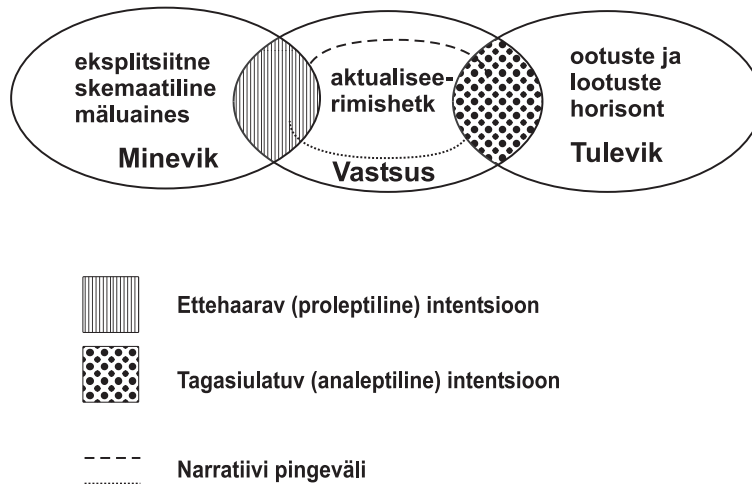 eksplitsiitne
skemaatiline
mäluaines
Minevik
aktualisee-
rimishetk
Vastsus
ootuste ja
lootuste
horisont
Tulevik
Ettehaarav (proleptiline) intentsioon
Tagasiulatuv (analeptiline) intentsioon
Narratiivi pingeväli